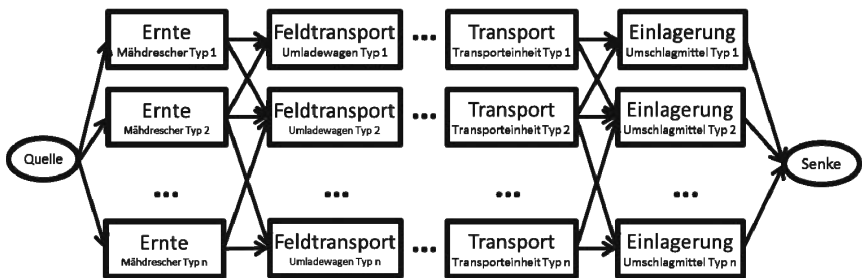 Ernte
Mähdrescher Typ 1
Feldtransport
Umladewagen Typ 1
...
Transport
Transporteinheit Typ 1
Einlagerung
Umschlagmittel Typ 1
Ernte
Mähdrescher Typ 2
Feldtransport
Umladewagen Typ 2
...
Transport
Transporteinheit Typ 2
Einlagerung
Umschlagmittel Typ 2
Quelle
Senke
...
...
...
...
Ernte
Mähdrescher Typ n
Feldtransport
Umladewagen Typ n
...
Transport
Transporteinheit Typ n
Einlagerung
Umschlagmittel Typ n